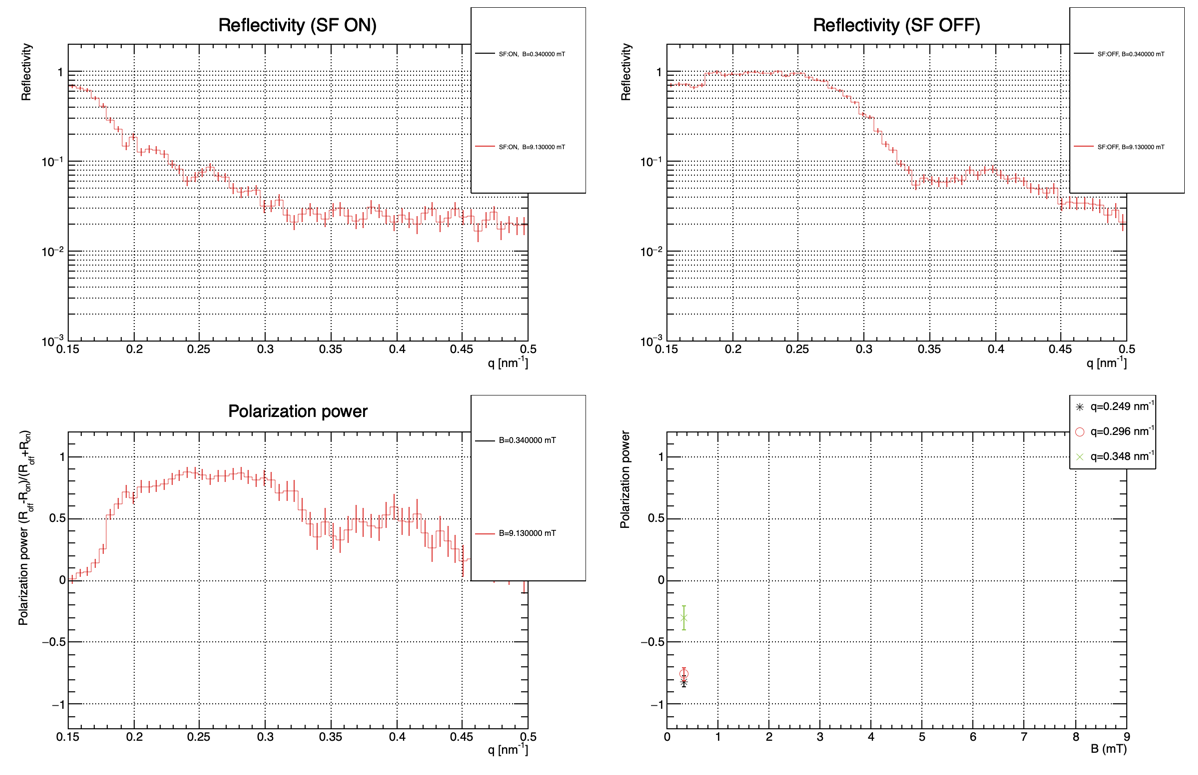 Reflectivity (SF ON)
Reflectivity
SF:ON, B=0.340000 mT
SF:ON, B=9.130000 mT
1
10⁻¹
10⁻²
10⁻³
0.15 0.2 0.25 0.3 0.35 0.4 0.45 0.5
q [nm⁻¹]
Reflectivity (SF OFF)
Reflectivity
SF:OFF, B=0.340000 mT
SF:OFF, B=9.130000 mT
1
10⁻¹
10⁻²
10⁻³
0.15 0.2 0.25 0.3 0.35 0.4 0.45 0.5
q [nm⁻¹]
Polarization power
Polarization power (R_off-R_on)/(R_off+R_on)
B=0.340000 mT
B=9.130000 mT
1
0.5
0
−0.5
−1
0.15 0.2 0.25 0.3 0.35 0.4 0.45 0.5
q [nm⁻¹]
Polarization power
q=0.249 nm⁻¹
q=0.296 nm⁻¹
q=0.348 nm⁻¹
1
0.5
0
−0.5
−1
0 1 2 3 4 5 6 7 8 9
B (mT)